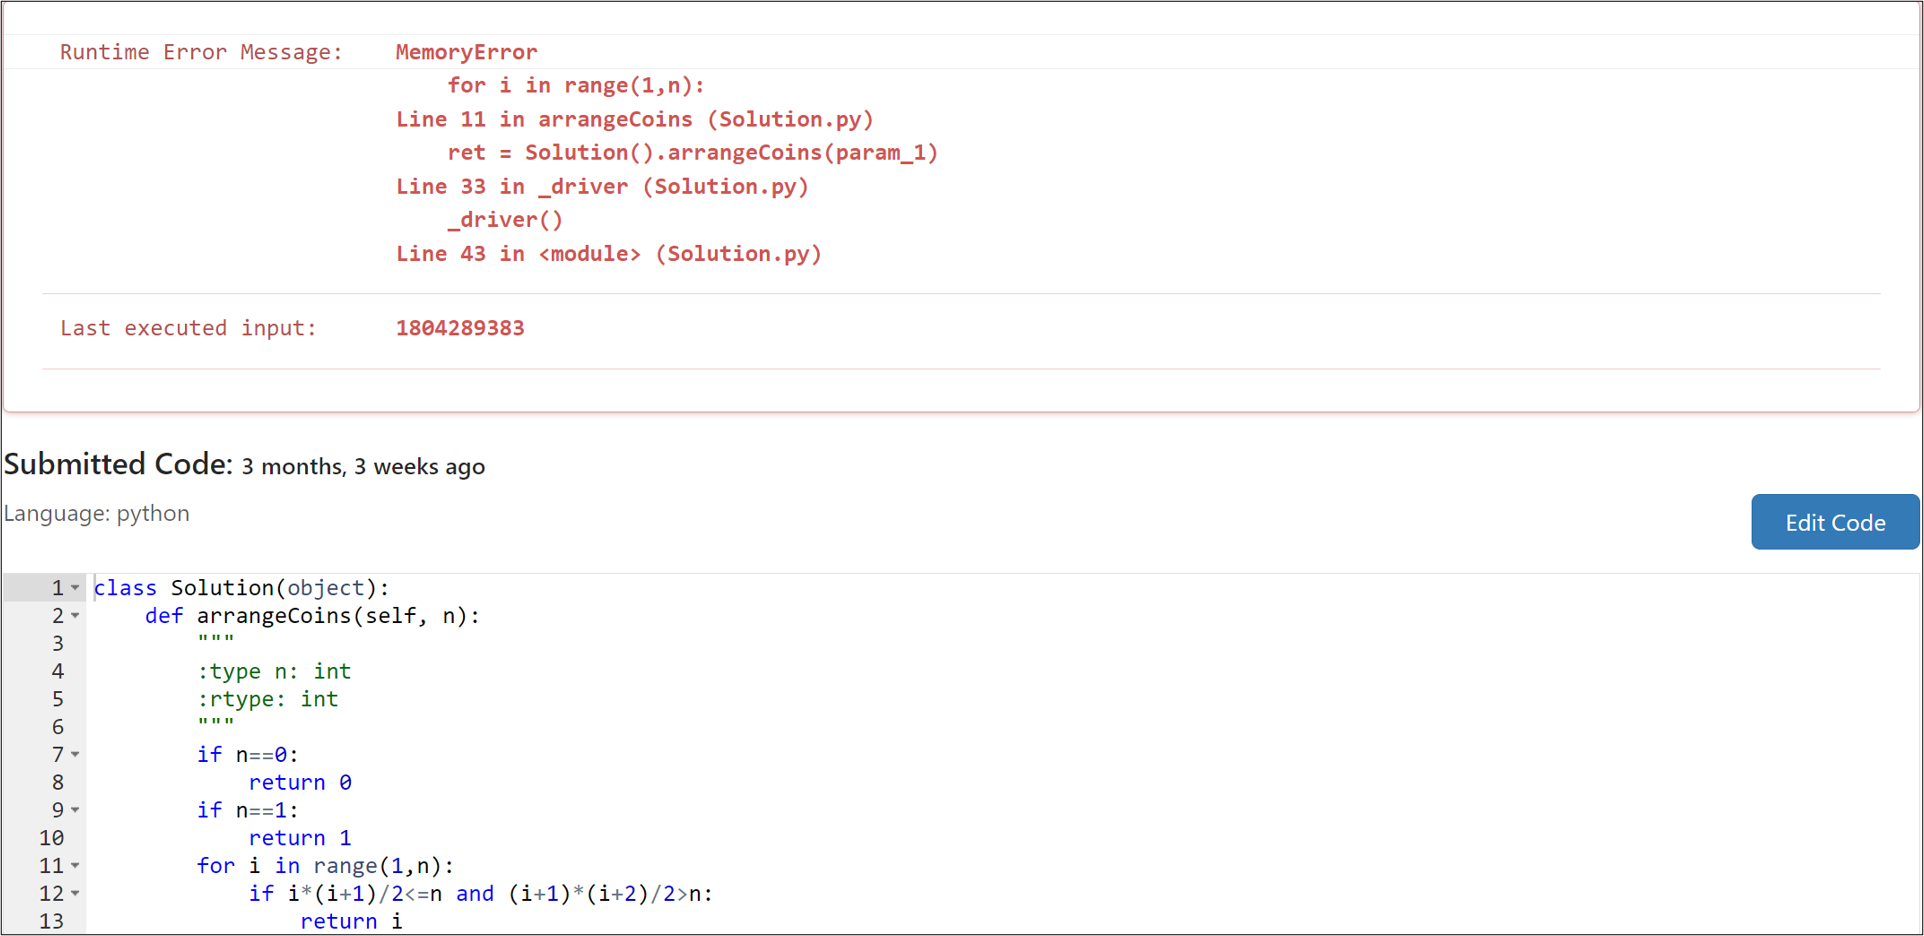 Runtime Error Message: MemoryError
for i in range(1,n):
Line 11 in arrangeCoins (Solution.py)
ret = Solution().arrangeCoins(param_1)
Line 33 in _driver (Solution.py)
_driver()
Line 43 in <module> (Solution.py)
Last executed input: 1804289383
Submitted Code: 3 months, 3 weeks ago
Language: python
Edit Code
1 class Solution(object):
2     def arrangeCoins(self, n):
3         """
4         :type n: int
5         :rtype: int
6         """
7         if n==0:
8             return 0
9         if n==1:
10             return 1
11         for i in range(1,n):
12             if i*(i+1)/2<=n and (i+1)*(i+2)/2>n:
13                 return i